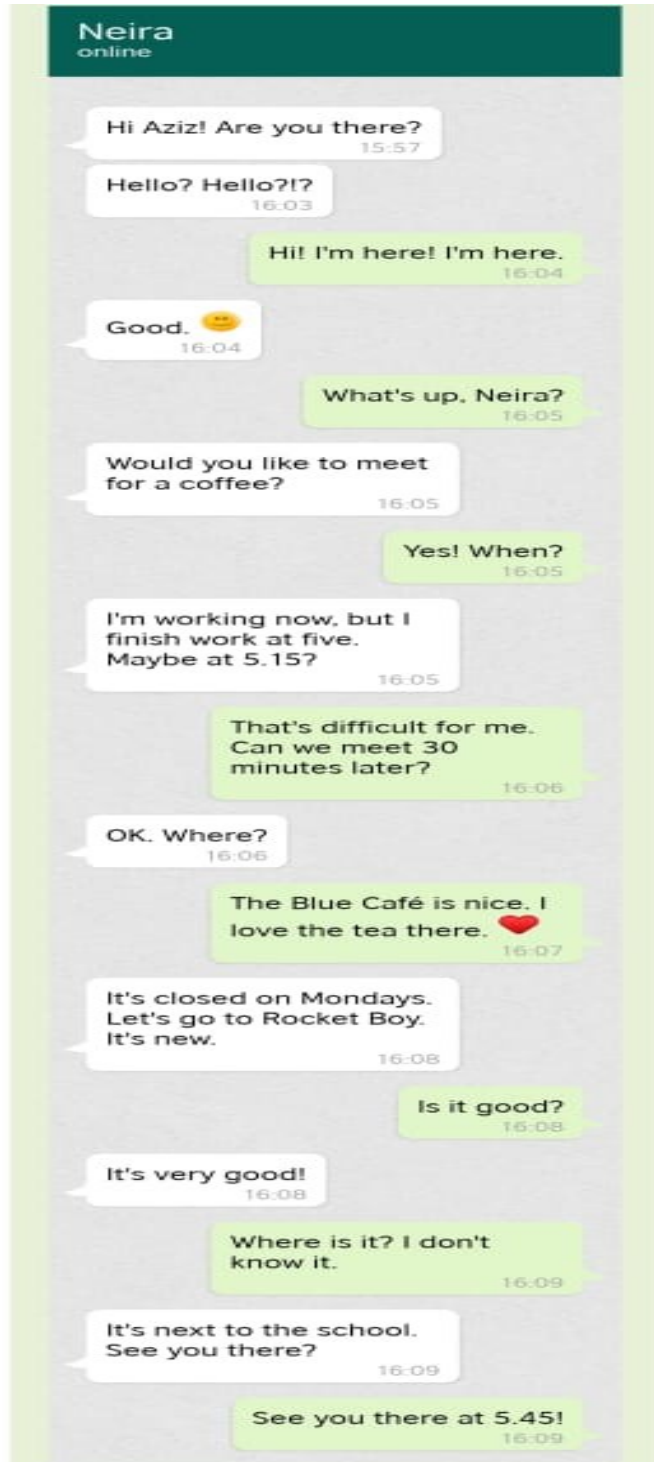 Neira
online
Hi Aziz! Are you there?
15:57
Hello? Hello?!?
16:03
Hi! I'm here! I'm here.
16:04
Good. 🙂
16:04
What's up, Neira?
16:05
Would you like to meet
for a coffee?
16:05
Yes! When?
16:05
I'm working now, but I
finish work at five.
Maybe at 5.15?
16:05
That's difficult for me.
Can we meet 30
minutes later?
16:06
OK. Where?
16:06
The Blue Café is nice. I
love the tea there. ❤
16:07
It's closed on Mondays.
Let's go to Rocket Boy.
It's new.
16:08
Is it good?
16:08
It's very good!
16:08
Where is it? I don't
know it.
16:09
It's next to the school.
See you there?
16:09
See you there at 5.45!
16:09